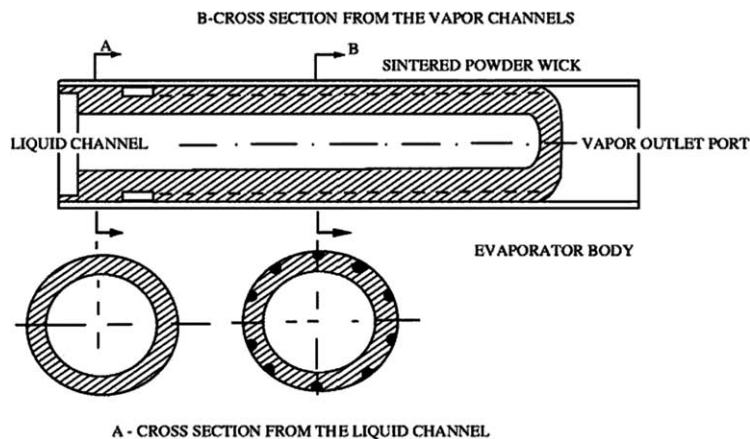 B-CROSS SECTION FROM THE VAPOR CHANNELS
A
B
SINTERED POWDER WICK
LIQUID CHANNEL
VAPOR OUTLET PORT
EVAPORATOR BODY
A - CROSS SECTION FROM THE LIQUID CHANNEL